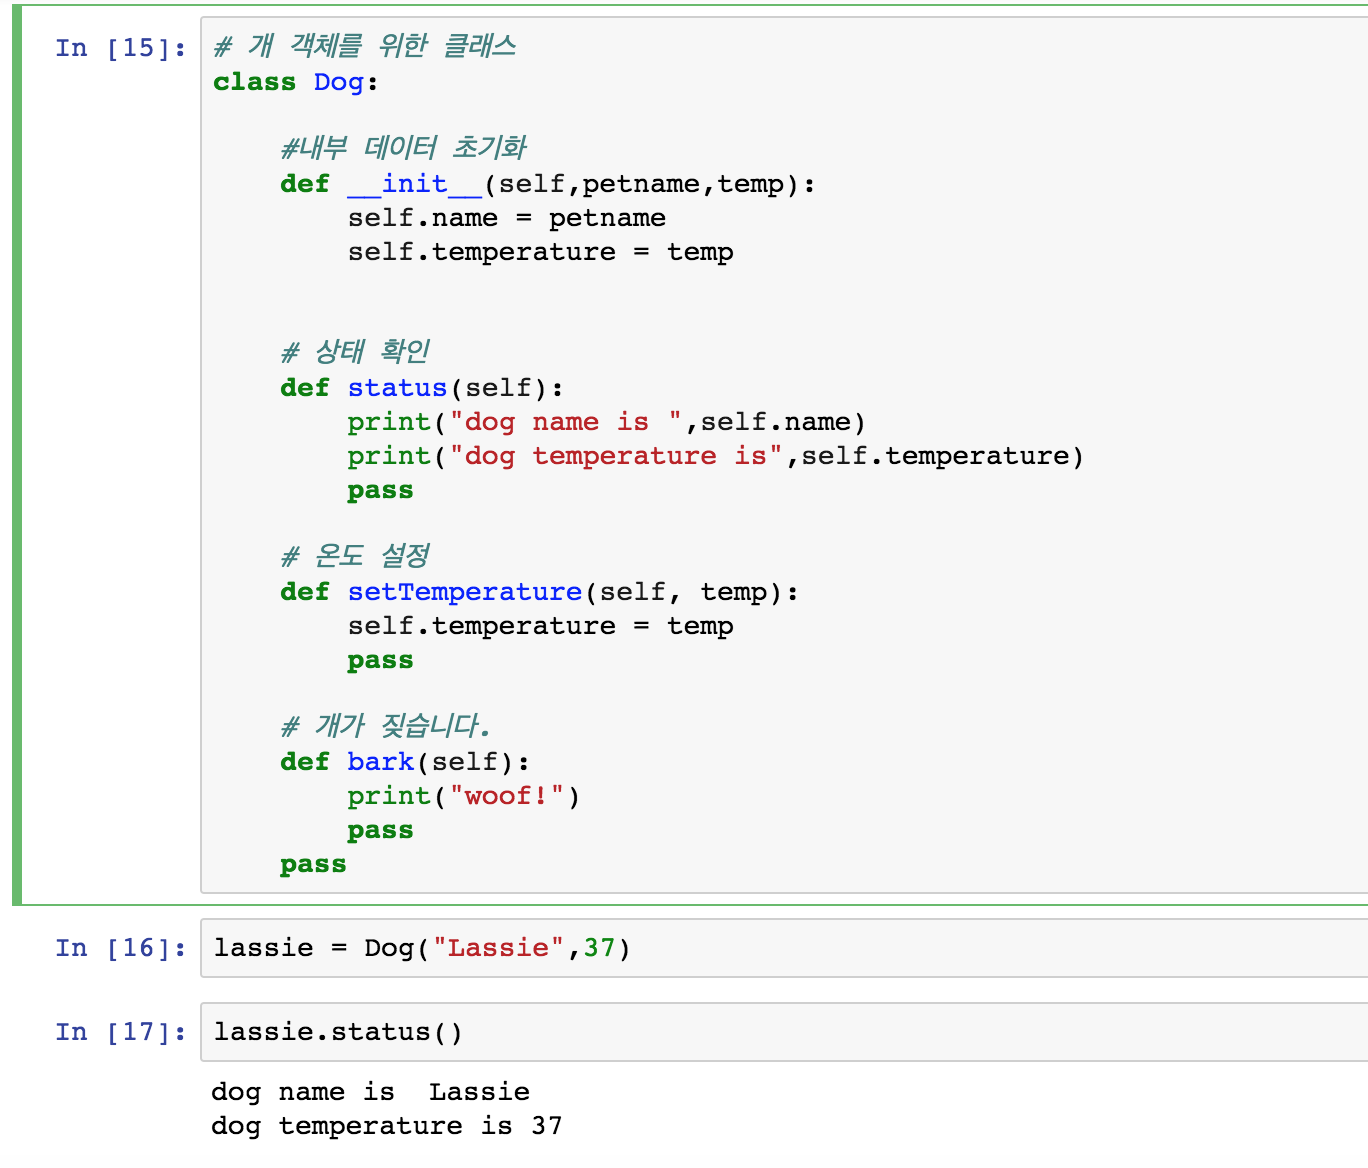 In [15]:
# 개 객체를 위한 클래스
class Dog:
    #내부 데이터 초기화
    def __init__(self,petname,temp):
        self.name = petname
        self.temperature = temp
    # 상태 확인
    def status(self):
        print("dog name is ",self.name)
        print("dog temperature is",self.temperature)
        pass
    # 온도 설정
    def setTemperature(self, temp):
        self.temperature = temp
        pass
    # 개가 짖습니다.
    def bark(self):
        print("woof!")
        pass
    pass
In [16]: lassie = Dog("Lassie",37)
In [17]: lassie.status()
dog name is  Lassie
dog temperature is 37